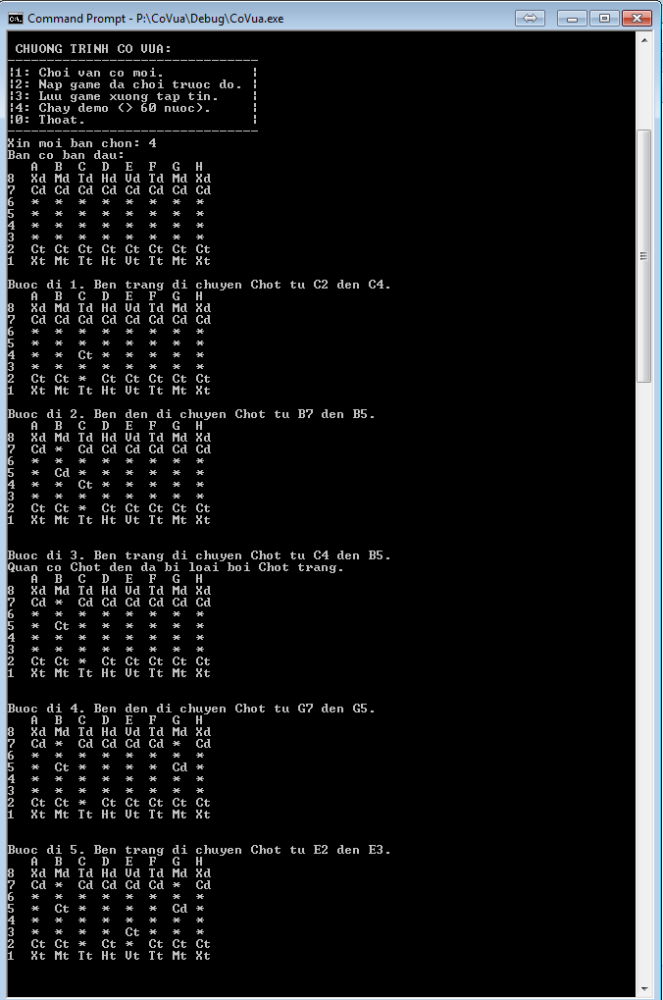 Command Prompt - P:\CoVua\Debug\CoVua.exe
CHUONG TRINH CO VUA:
--------------------------------
|1: Choi van co moi.            |
|2: Nap game da choi truoc do.  |
|3: Luu game xuong tap tin.     |
|4: Chay demo (> 60 nuoc).      |
|0: Thoat.                      |
--------------------------------
Xin moi ban chon: 4
Ban co ban dau:
   A  B  C  D  E  F  G  H
8  Xd Md Td Hd Vd Td Md Xd
7  Cd Cd Cd Cd Cd Cd Cd Cd
6  *  *  *  *  *  *  *  *
5  *  *  *  *  *  *  *  *
4  *  *  *  *  *  *  *  *
3  *  *  *  *  *  *  *  *
2  Ct Ct Ct Ct Ct Ct Ct Ct
1  Xt Mt Tt Ht Vt Tt Mt Xt
Buoc di 1. Ben trang di chuyen Chot tu C2 den C4.
   A  B  C  D  E  F  G  H
8  Xd Md Td Hd Vd Td Md Xd
7  Cd Cd Cd Cd Cd Cd Cd Cd
6  *  *  *  *  *  *  *  *
5  *  *  *  *  *  *  *  *
4  *  *  Ct *  *  *  *  *
3  *  *  *  *  *  *  *  *
2  Ct Ct *  Ct Ct Ct Ct Ct
1  Xt Mt Tt Ht Vt Tt Mt Xt
Buoc di 2. Ben den di chuyen Chot tu B7 den B5.
   A  B  C  D  E  F  G  H
8  Xd Md Td Hd Vd Td Md Xd
7  Cd *  Cd Cd Cd Cd Cd Cd
6  *  *  *  *  *  *  *  *
5  *  Cd *  *  *  *  *  *
4  *  *  Ct *  *  *  *  *
3  *  *  *  *  *  *  *  *
2  Ct Ct *  Ct Ct Ct Ct Ct
1  Xt Mt Tt Ht Vt Tt Mt Xt
Buoc di 3. Ben trang di chuyen Chot tu C4 den B5.
Quan co Chot den da bi loai boi Chot trang.
   A  B  C  D  E  F  G  H
8  Xd Md Td Hd Vd Td Md Xd
7  Cd *  Cd Cd Cd Cd Cd Cd
6  *  *  *  *  *  *  *  *
5  *  Ct *  *  *  *  *  *
4  *  *  *  *  *  *  *  *
3  *  *  *  *  *  *  *  *
2  Ct Ct *  Ct Ct Ct Ct Ct
1  Xt Mt Tt Ht Vt Tt Mt Xt
Buoc di 4. Ben den di chuyen Chot tu G7 den G5.
   A  B  C  D  E  F  G  H
8  Xd Md Td Hd Vd Td Md Xd
7  Cd *  Cd Cd Cd Cd *  Cd
6  *  *  *  *  *  *  *  *
5  *  Ct *  *  *  *  Cd *
4  *  *  *  *  *  *  *  *
3  *  *  *  *  *  *  *  *
2  Ct Ct *  Ct Ct Ct Ct Ct
1  Xt Mt Tt Ht Vt Tt Mt Xt
Buoc di 5. Ben trang di chuyen Chot tu E2 den E3.
   A  B  C  D  E  F  G  H
8  Xd Md Td Hd Vd Td Md Xd
7  Cd *  Cd Cd Cd Cd *  Cd
6  *  *  *  *  *  *  *  *
5  *  Ct *  *  *  *  Cd *
4  *  *  *  *  *  *  *  *
3  *  *  *  *  Ct *  *  *
2  Ct Ct *  Ct *  Ct Ct Ct
1  Xt Mt Tt Ht Vt Tt Mt Xt